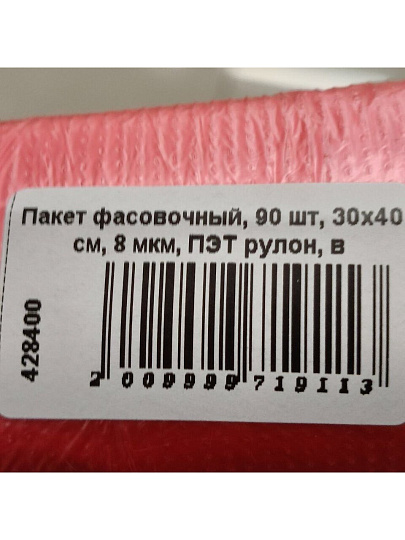 Пакет фасовочный, 90 шт, 30х40
см, 8 мкм, ПЭТ рулон, в
428400
2 009999 719113